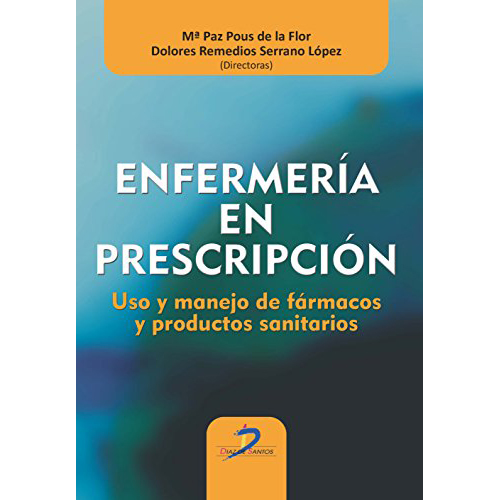 Mª Paz Pous de la Flor
Dolores Remedios Serrano López
(Directoras)
ENFERMERÍA
EN
PRESCRIPCIÓN
Uso y manejo de fármacos
y productos sanitarios
DIAZ DE SANTOS